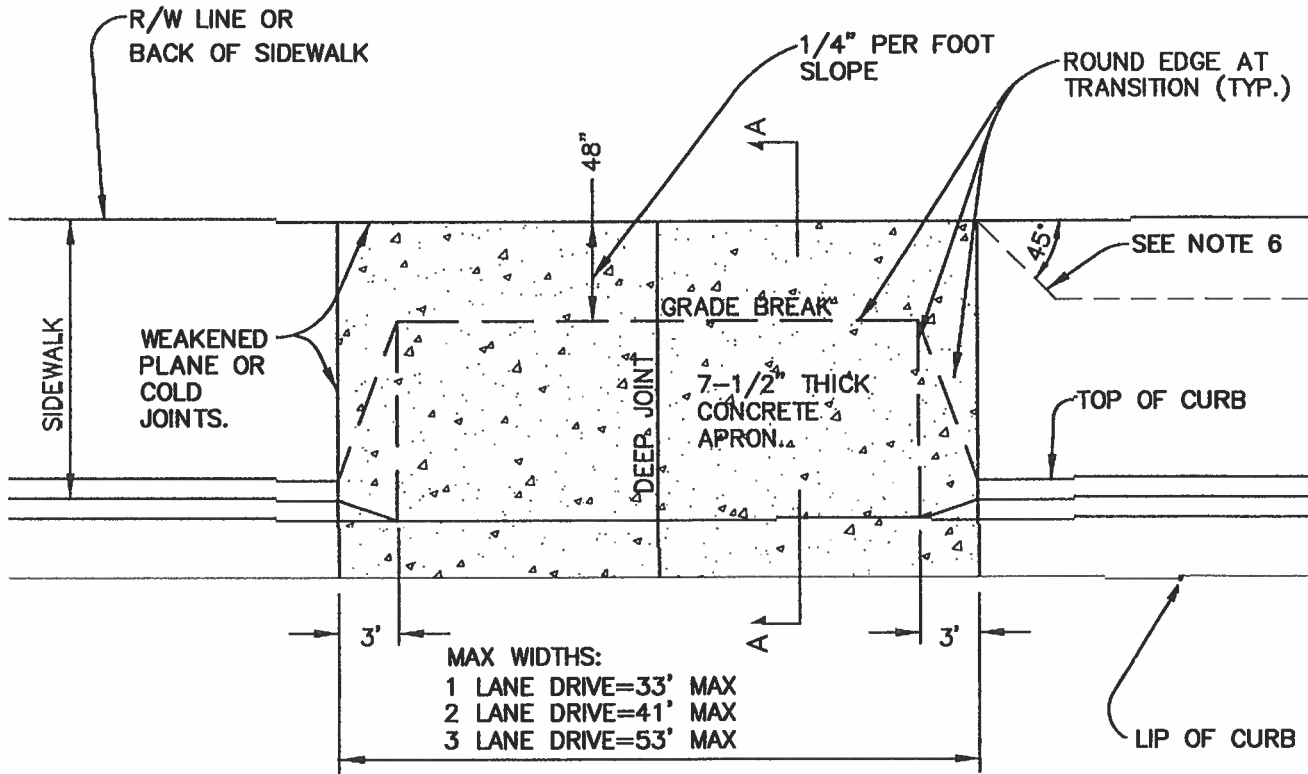 R/W LINE OR
BACK OF SIDEWALK
1/4" PER FOOT
SLOPE
ROUND EDGE AT
TRANSITION (TYP.)
A
48"
45°
SEE NOTE 6
GRADE BREAK
WEAKENED
PLANE OR
COLD
JOINTS.
SIDEWALK
DEEP JOINT
7-1/2" THICK
CONCRETE
APRON.
TOP OF CURB
3'
A
3'
MAX WIDTHS:
1 LANE DRIVE=33' MAX
2 LANE DRIVE=41' MAX
3 LANE DRIVE=53' MAX
LIP OF CURB